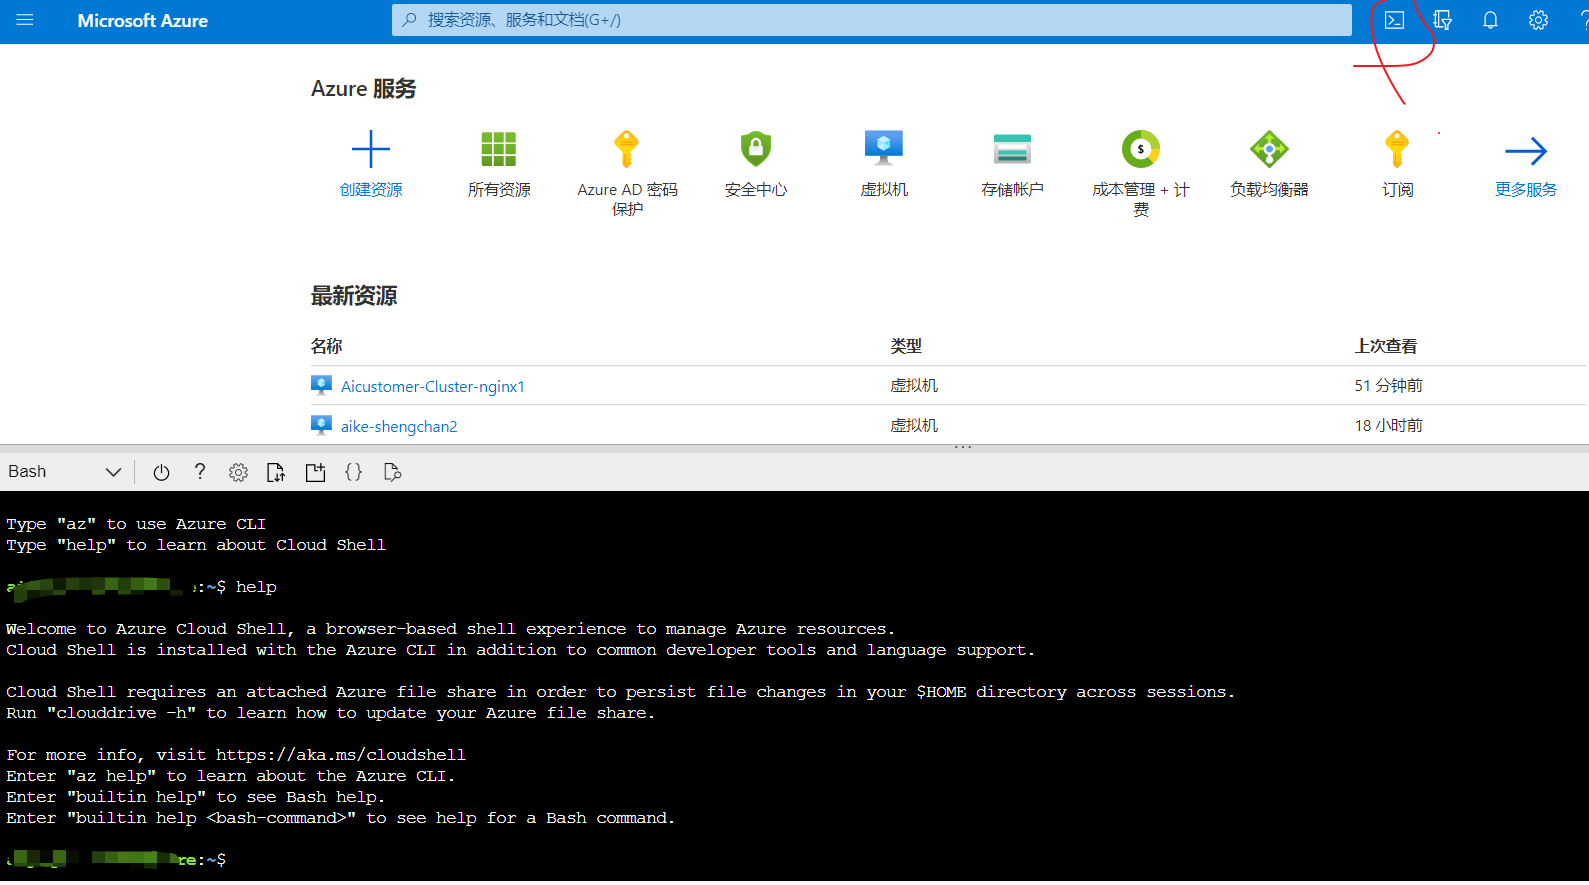 Microsoft Azure
搜索资源、服务和文档(G+/)
Azure 服务
创建资源
所有资源
Azure AD 密码
保护
安全中心
虚拟机
存储帐户
成本管理 + 计
费
负载均衡器
订阅
更多服务
最新资源
名称 类型 上次查看
Aicustomer-Cluster-nginx1 虚拟机 51 分钟前
aike-shengchan2 虚拟机 18 小时前
Bash
Type "az" to use Azure CLI
Type "help" to learn about Cloud Shell
:~$ help
Welcome to Azure Cloud Shell, a browser-based shell experience to manage Azure resources.
Cloud Shell is installed with the Azure CLI in addition to common developer tools and language support.
Cloud Shell requires an attached Azure file share in order to persist file changes in your $HOME directory across sessions.
Run "clouddrive -h" to learn how to update your Azure file share.
For more info, visit https://aka.ms/cloudshell
Enter "az help" to learn about the Azure CLI.
Enter "builtin help" to see Bash help.
Enter "builtin help <bash-command>" to see help for a Bash command.
re:~$